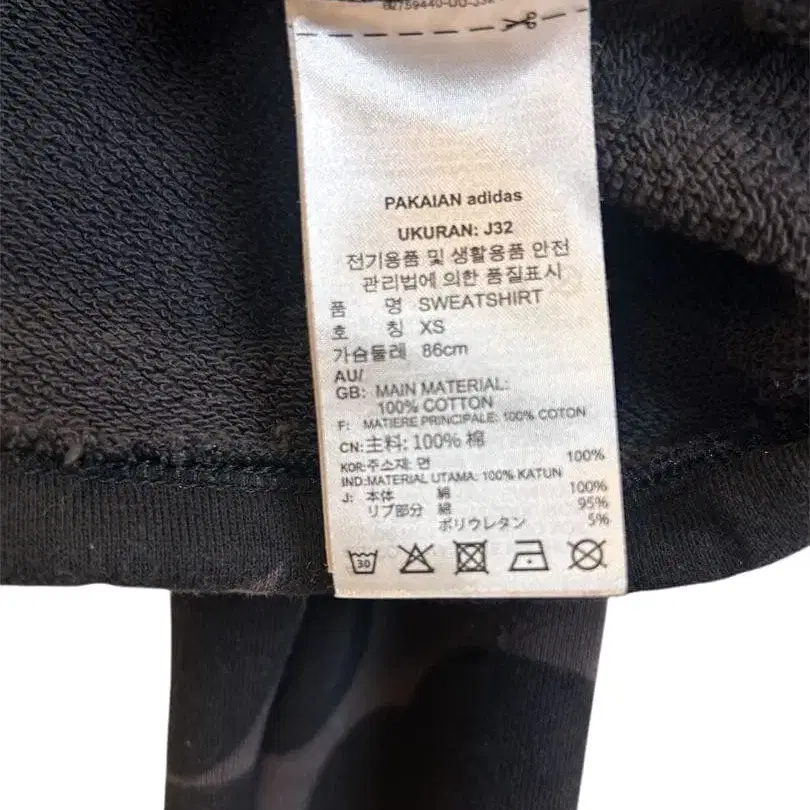 PAKAIAN adidas
UKURAN: J32
전기용품 및 생활용품 안전
관리법에 의한 품질표시
품 명 SWEATSHIRT
호 칭 XS
가슴둘레 86cm
AU/
GB: MAIN MATERIAL:
100% COTTON
F: MATIERE PRINCIPALE: 100% COTON
CN:主料: 100% 棉
KOR:주소재: 면 100%
IND:MATERIAL UTAMA: 100% KATUN
J: 本体 綿 100%
リブ部分 綿 95%
ポリウレタン 5%
30